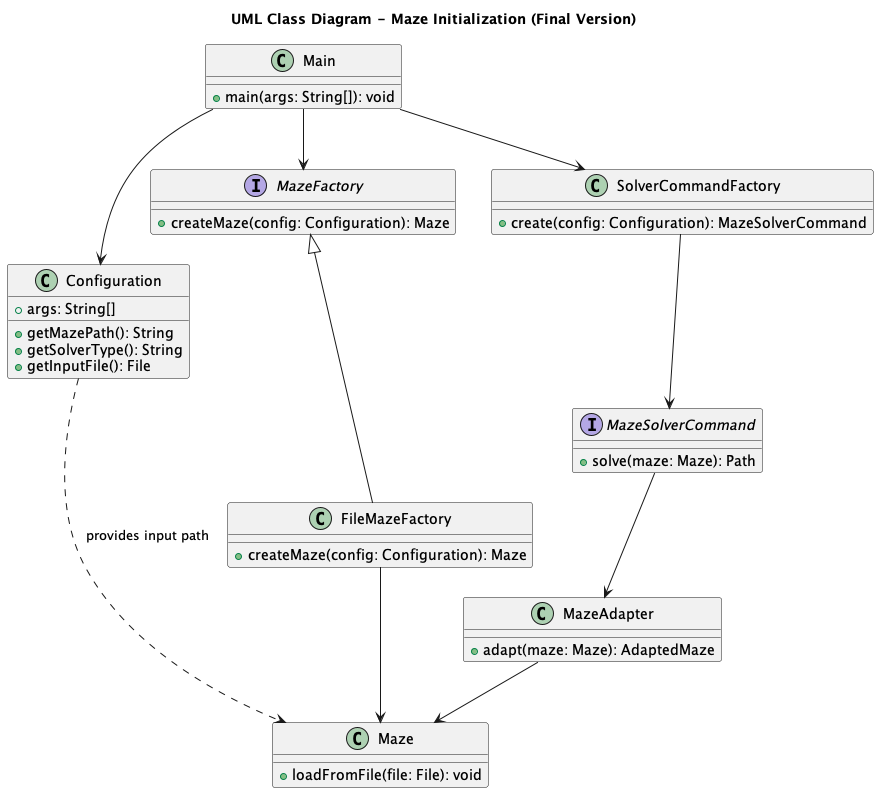 UML Class Diagram - Maze Initialization (Final Version)
C Main
main(args: String[]): void
I MazeFactory
createMaze(config: Configuration): Maze
C SolverCommandFactory
create(config: Configuration): MazeSolverCommand
C Configuration
args: String[]
getMazePath(): String
getSolverType(): String
getInputFile(): File
I MazeSolverCommand
solve(maze: Maze): Path
C FileMazeFactory
createMaze(config: Configuration): Maze
provides input path
C MazeAdapter
adapt(maze: Maze): AdaptedMaze
C Maze
loadFromFile(file: File): void